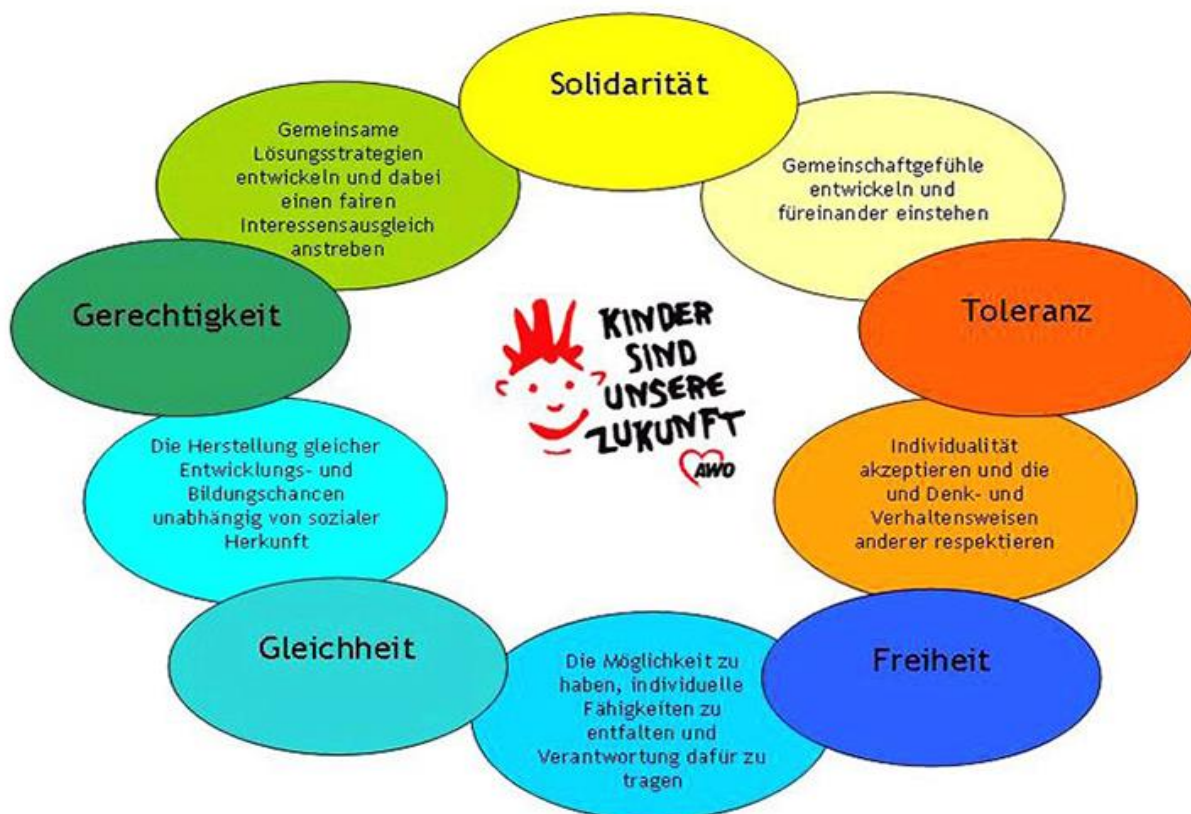 Solidarität
Gemeinschaftgefühle
entwickeln und
füreinander einstehen
Toleranz
Individualität
akzeptieren und die
und Denk- und
Verhaltensweisen
anderer respektieren
Freiheit
Die Möglichkeit zu
haben, individuelle
Fähigkeiten zu
entfalten und
Verantwortung dafür zu
tragen
Gleichheit
Die Herstellung gleicher
Entwicklungs- und
Bildungschancen
unabhängig von sozialer
Herkunft
Gerechtigkeit
Gemeinsame
Lösungsstrategien
entwickeln und dabei
einen fairen
Interessensausgleich
anstreben
KINDER
SIND
UNSERE
ZUKUNFT
AWO